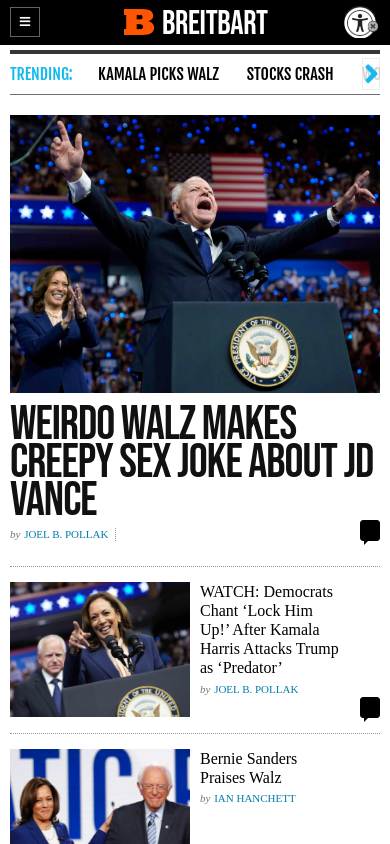 BREITBART
TRENDING:
KAMALA PICKS WALZ
STOCKS CRASH
WEIRDO WALZ MAKES
CREEPY SEX JOKE ABOUT JD
VANCE
by JOEL B. POLLAK
WATCH: Democrats
Chant ‘Lock Him
Up!’ After Kamala
Harris Attacks Trump
as ‘Predator’
by JOEL B. POLLAK
Bernie Sanders
Praises Walz
by IAN HANCHETT